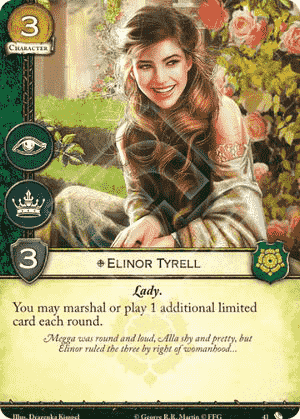 3
CHARACTER
3
ELINOR TYRELL
Lady.
You may marshal or play 1 additional limited
card each round.
Megga was round and loud, Alla shy and pretty, but
Elinor ruled the three by right of womanhood...
Illus. Drazenka Kimpel
© George R.R. Martin © FFG
41